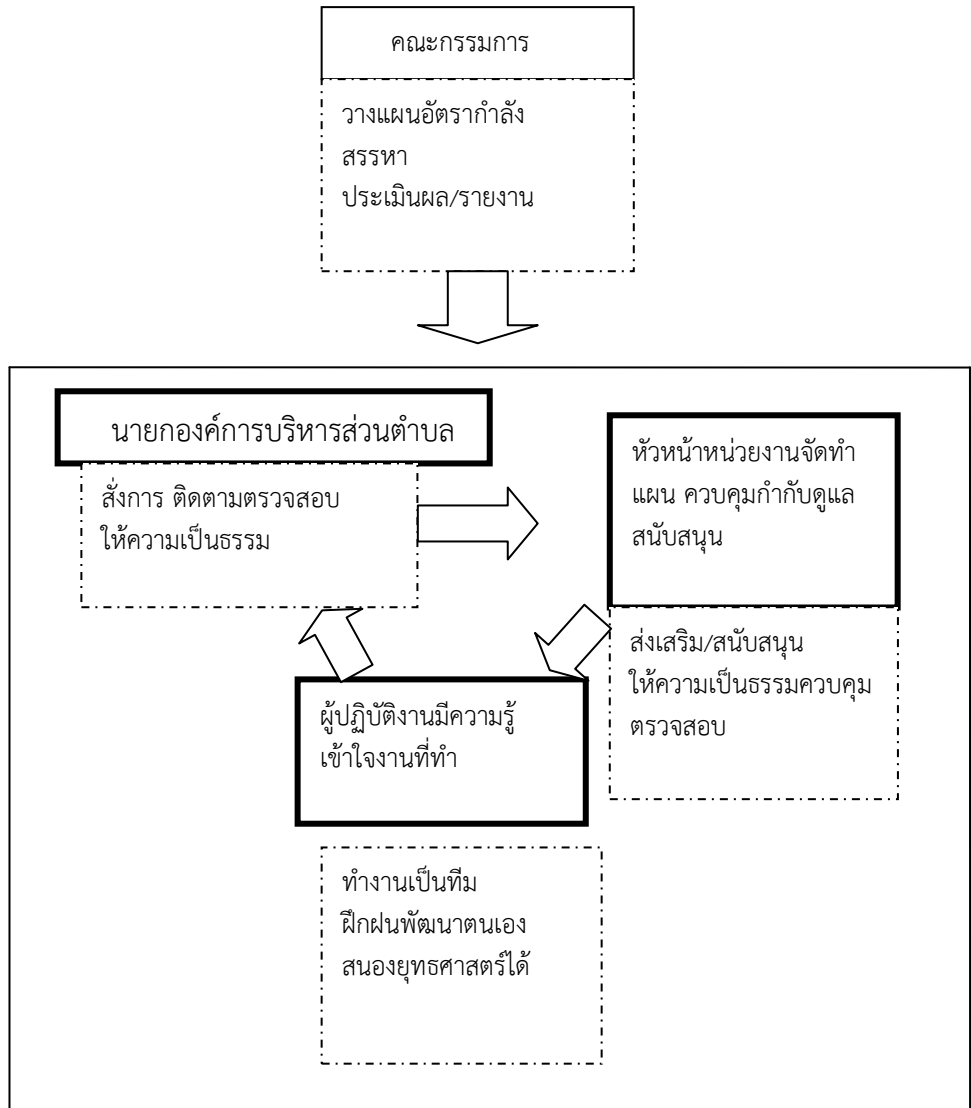 คณะกรรมการ
วางแผนอัตรากำลัง
สรรหา
ประเมินผล/รายงาน
นายกองค์การบริหารส่วนตำบล
สั่งการ ติดตามตรวจสอบ
ให้ความเป็นธรรม
หัวหน้าหน่วยงานจัดทำ
แผน ควบคุมกำกับดูแล
สนับสนุน
ส่งเสริม/สนับสนุน
ให้ความเป็นธรรมควบคุม
ตรวจสอบ
ผู้ปฏิบัติงานมีความรู้
เข้าใจงานที่ทำ
ทำงานเป็นทีม
ฝึกฝนพัฒนาตนเอง
สนองยุทธศาสตร์ได้